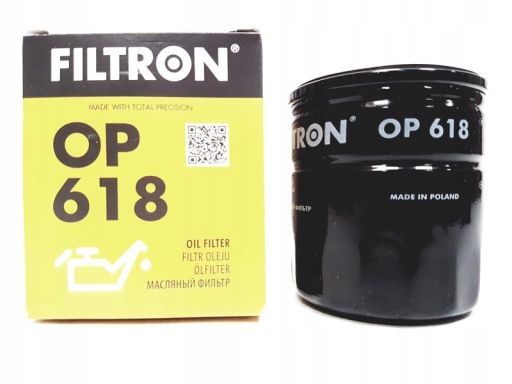 FILTRON®
MADE WITH TOTAL PRECISION
OP
618
OIL FILTER
FILTR OLEJU
ÖLFILTER
МАСЛЯНЫЙ ФИЛЬТР
TRON® OP 618
MADE IN POLAND